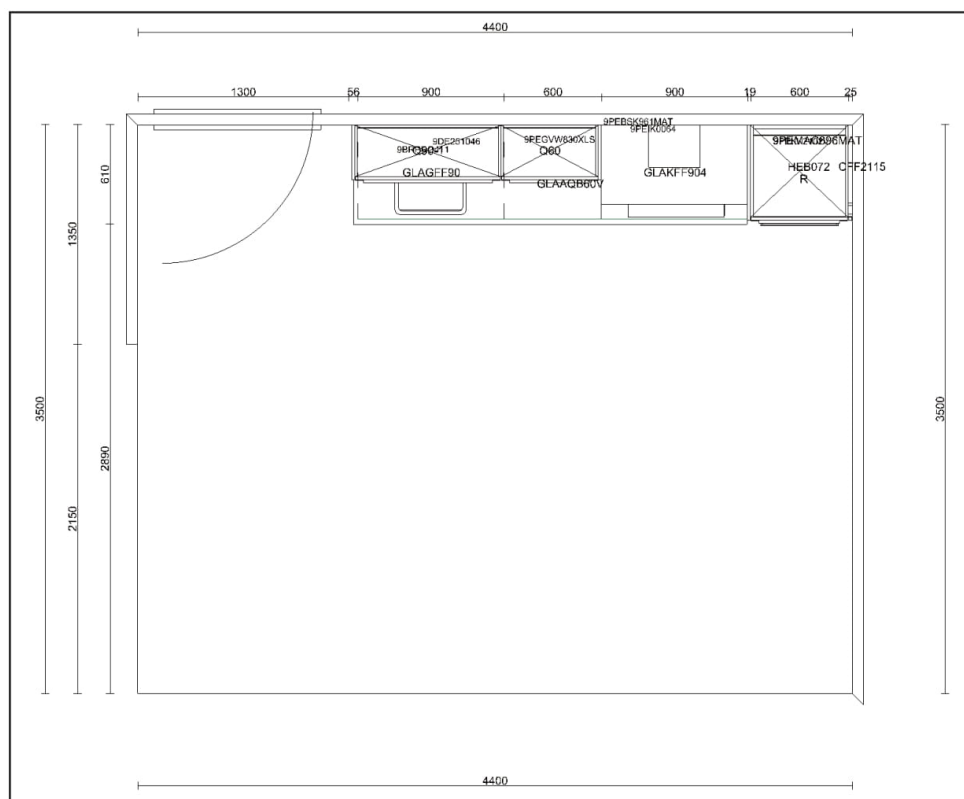 4400
1300 56 900 600 900 19 600 25
9PEBSK961MAT
9PEIK0064
9DE251046
9PEGVW830XLS
Q60
GLAGFF90
GLAAQB60V
GLAKFF904
HEB072
CFF2115
R
610
1350
3500
3500
2890
2150
4400